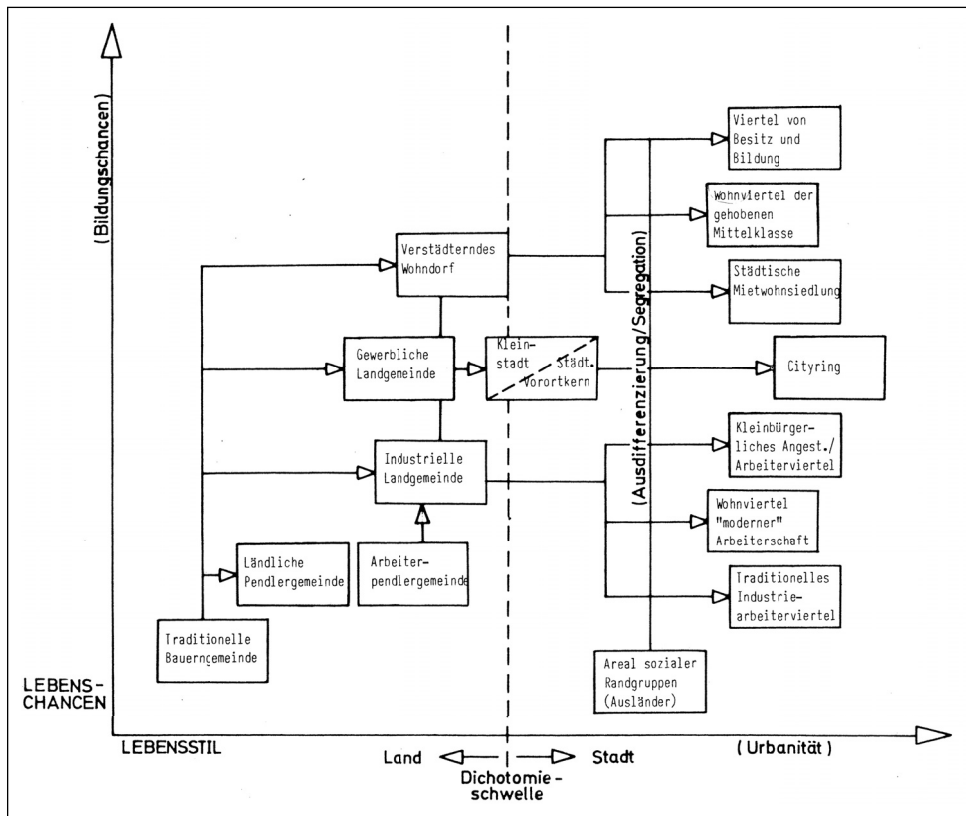 (Bildungschancen)
Viertel von
Besitz und
Bildung
Wohnviertel der
gehobenen
Mittelklasse
Verstädterndes
Wohndorf
Städtische
Mietwohnsiedlung
(Ausdifferenzierung/Segregation)
Gewerbliche
Landgemeinde
Klein-
stadt
Städt.
Vorortkern
Cityring
Kleinbürger-
liches Angest./
Arbeiterviertel
Industrielle
Landgemeinde
Wohnviertel
"moderner"
Arbeiterschaft
Ländliche
Pendlergemeinde
Arbeiter-
pendlergemeinde
Traditionelles
Industrie-
arbeiterviertel
Traditionelle
Bauerngemeinde
Areal sozialer
Randgruppen
(Ausländer)
LEBENS-
CHANCEN
LEBENSSTIL
Land
Stadt
(Urbanität)
Dichotomie-
schwelle